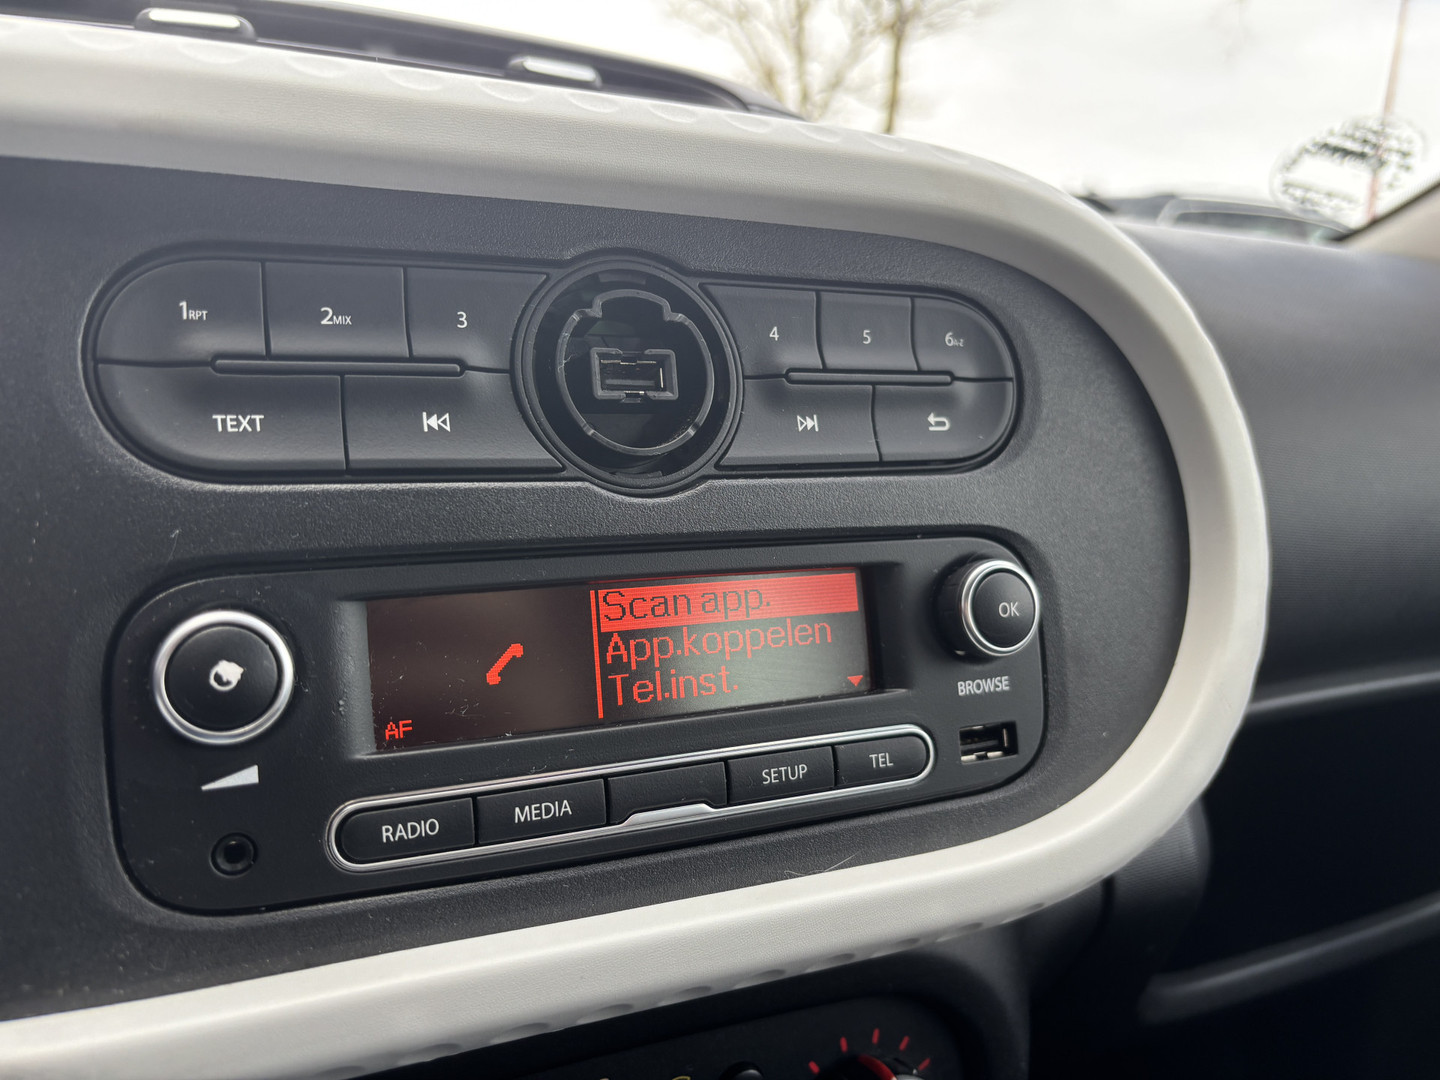 1RPT
2MIX
3
4
5
6A-Z
TEXT
Scan app.
App.koppelen
Tel.inst.
AF
OK
BROWSE
RADIO
MEDIA
SETUP
TEL